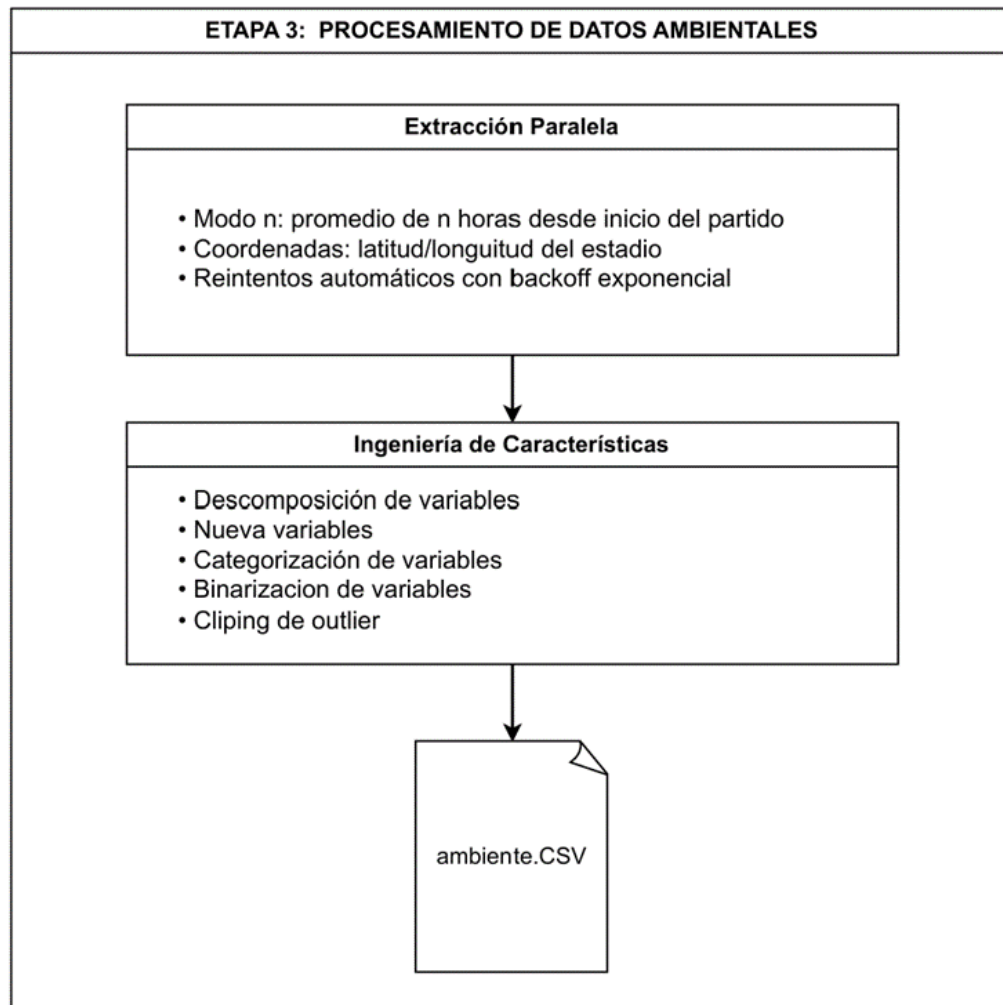 ETAPA 3: PROCESAMIENTO DE DATOS AMBIENTALES
Extracción Paralela
• Modo n: promedio de n horas desde inicio del partido
• Coordenadas: latitud/longuitud del estadio
• Reintentos automáticos con backoff exponencial
Ingeniería de Característícas
• Descomposición de variables
• Nueva variables
• Categorización de variables
• Binarizacion de variables
• Cliping de outlier
ambiente.CSV